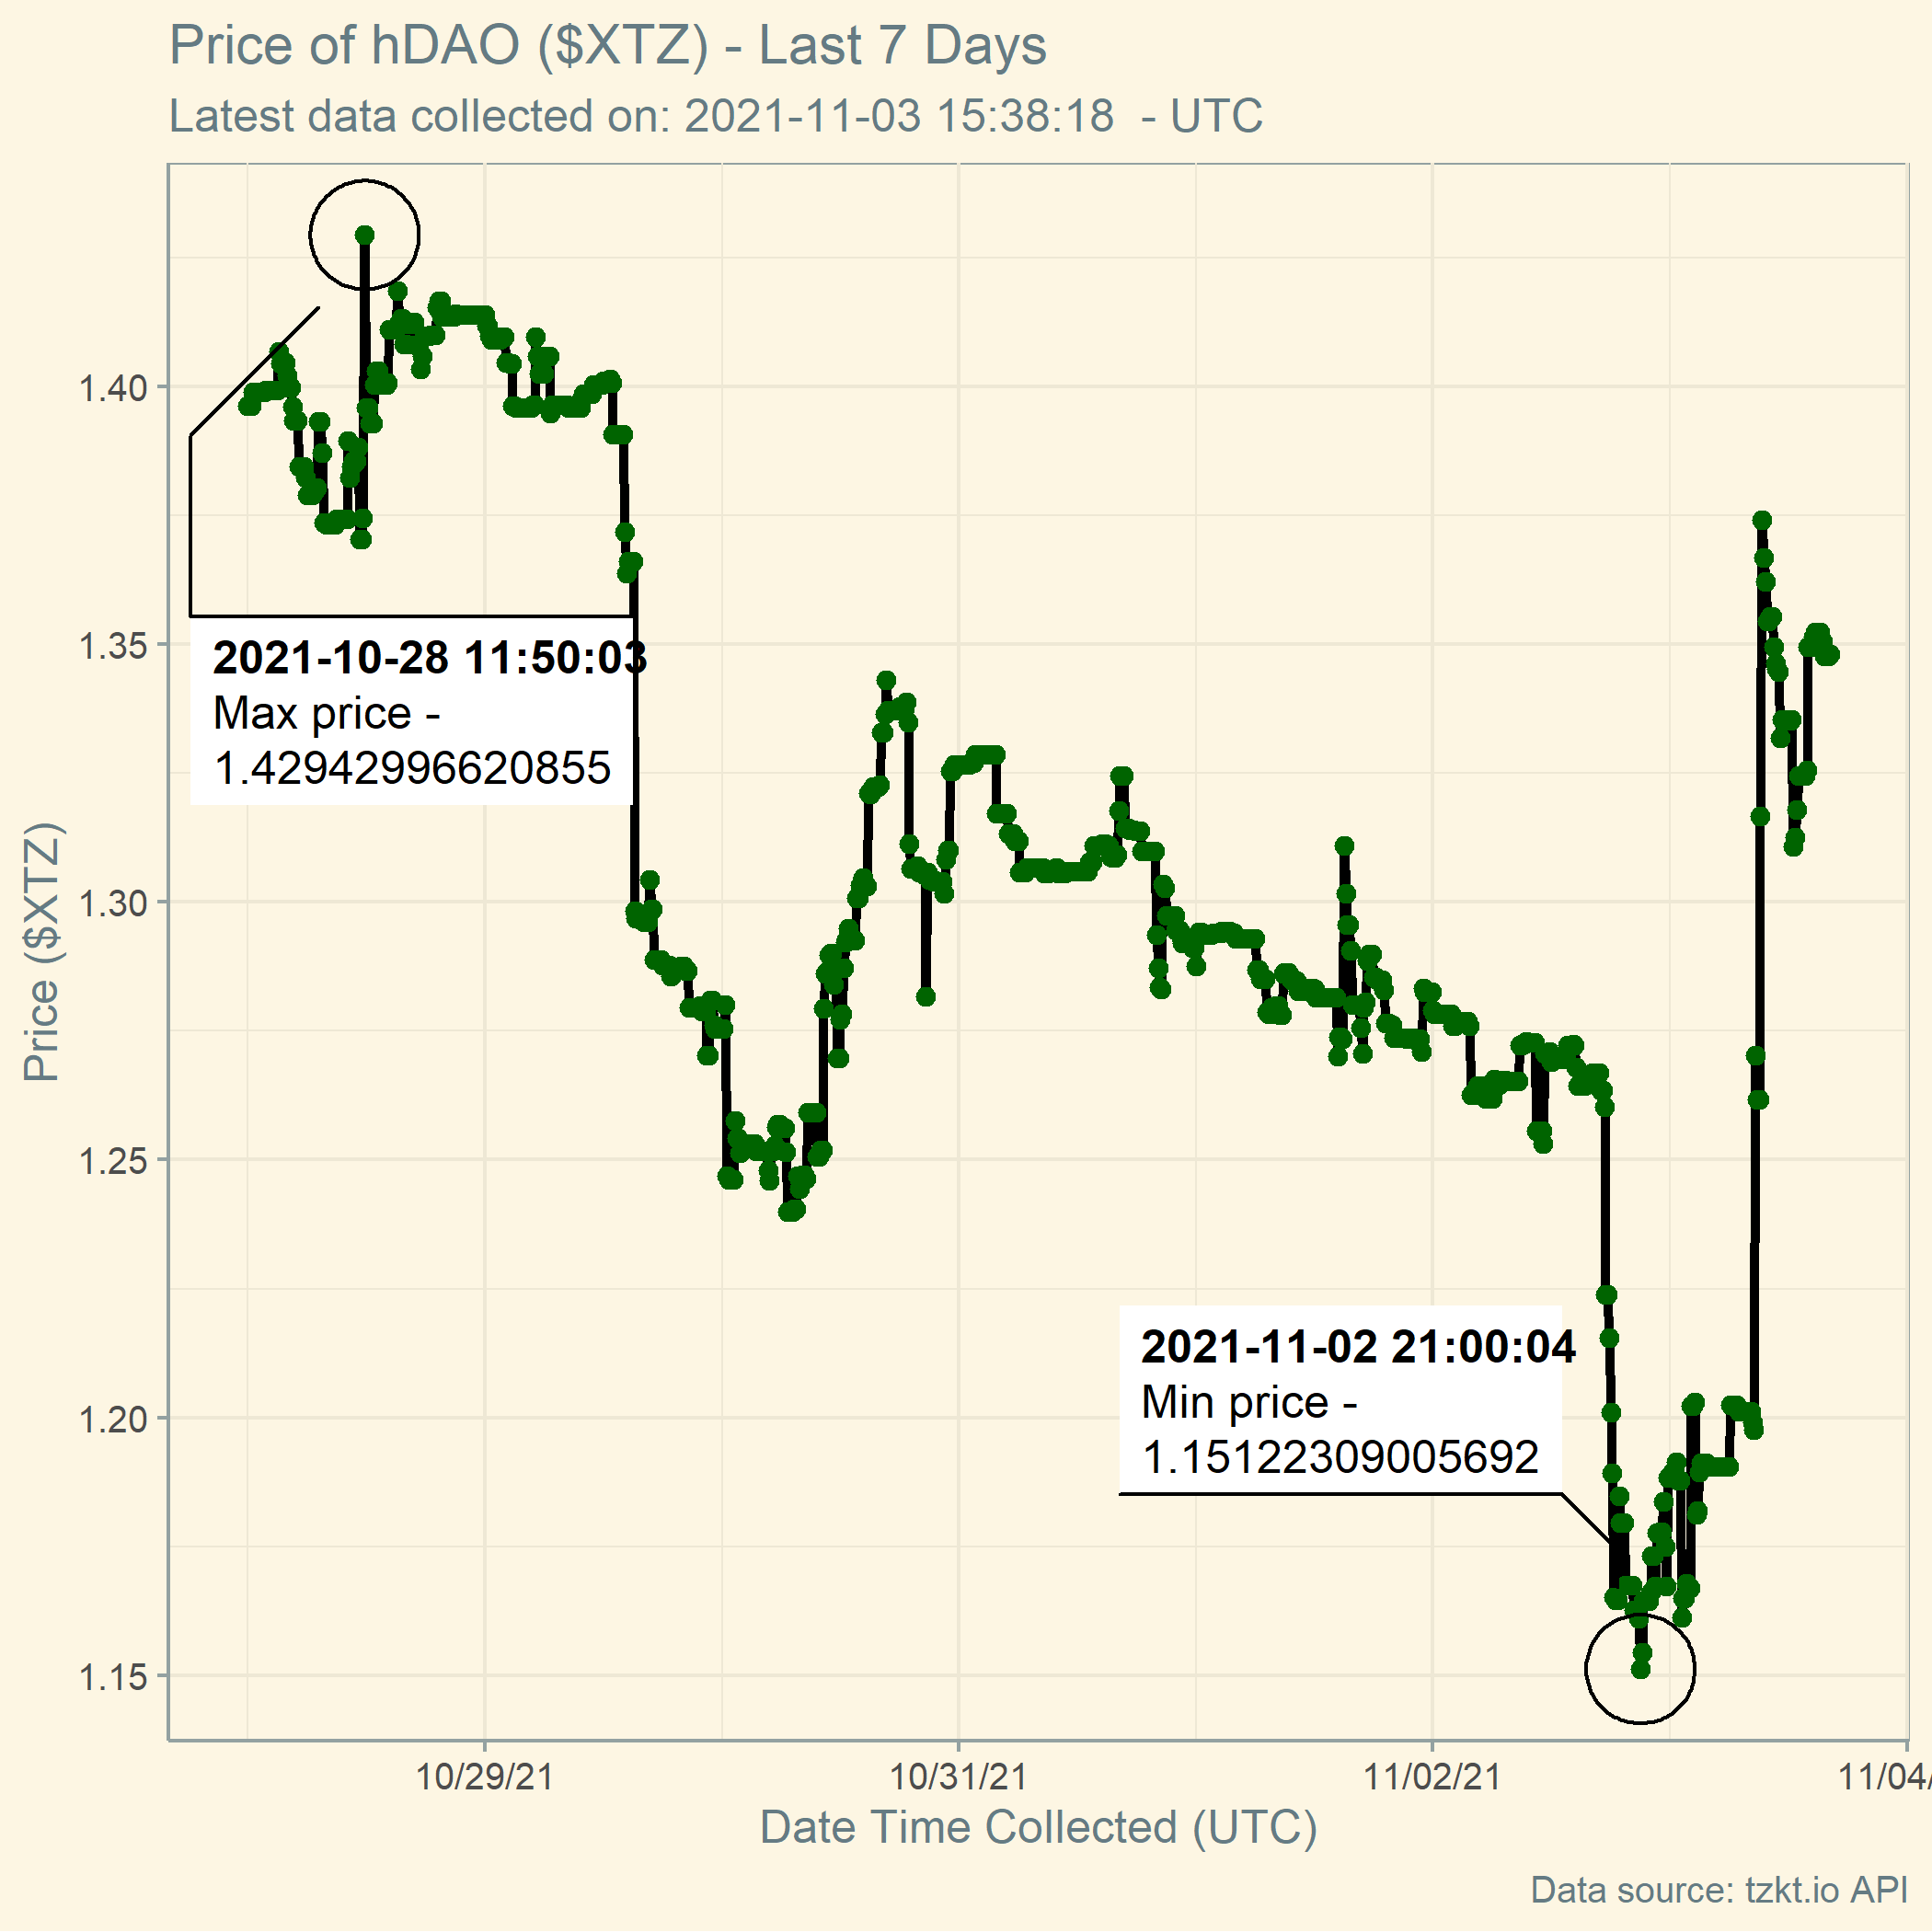 Price of hDAO ($XTZ) - Last 7 Days
Latest data collected on: 2021-11-03 15:38:18  - UTC
Price ($XTZ)
1.40
1.35
1.30
1.25
1.20
1.15
2021-10-28 11:50:03
Max price -
1.42942996620855
2021-11-02 21:00:04
Min price -
1.15122309005692
10/29/21
10/31/21
11/02/21
11/04/
Date Time Collected (UTC)
Data source: tzkt.io API